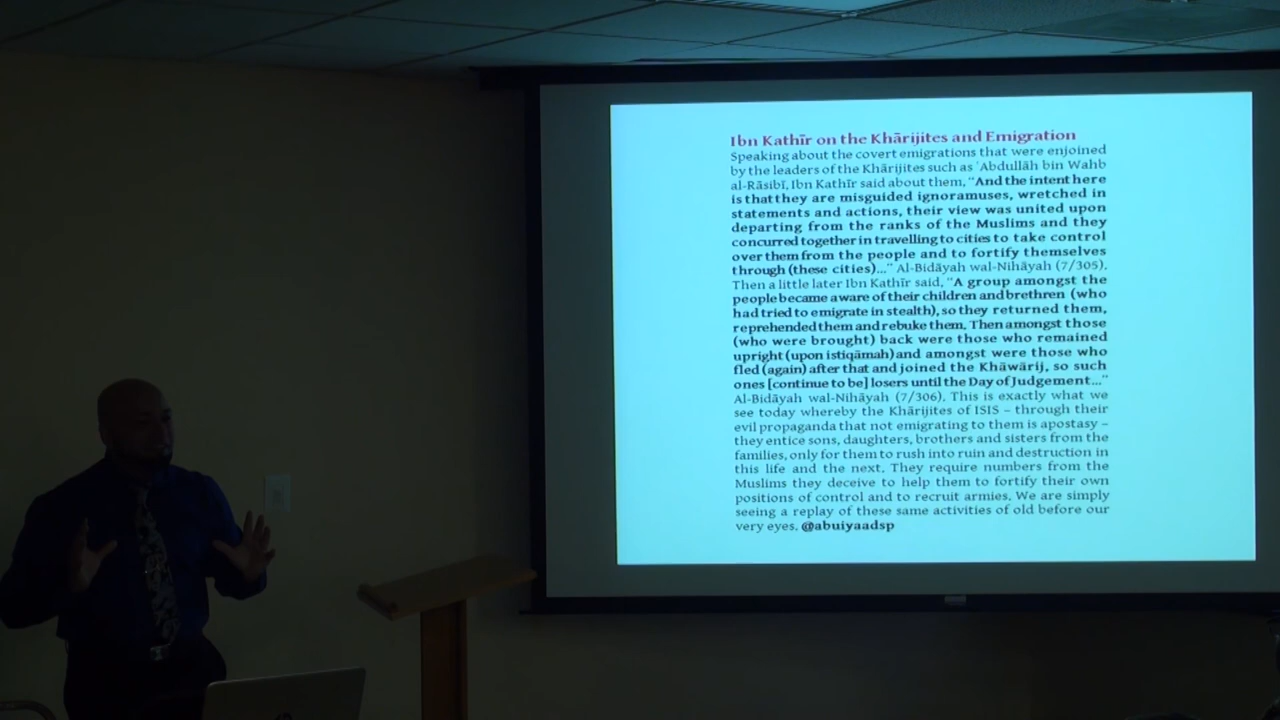 Ibn Kathīr on the Khārijites and Emigration
Speaking about the covert emigrations that were enjoined
by the leaders of the Khārijites such as ʿAbdullāh bin Wahb
al-Rāsibī, Ibn Kathīr said about them, "And the intent here
is that they are misguided ignoramuses, wretched in
statements and actions, their view was united upon
departing from the ranks of the Muslims and they
concurred together in travelling to cities to take control
over them from the people and to fortify themselves
through (these cities)..." Al-Bidāyah wal-Nihāyah (7/305).
Then a little later Ibn Kathīr said, "A group amongst the
people became aware of their children and brethren (who
had tried to emigrate in stealth), so they returned them,
reprehended them and rebuke them. Then amongst those
(who were brought) back were those who remained
upright (upon istiqāmah) and amongst were those who
fled (again) after that and joined the Khāwārij, so such
ones [continue to be] losers until the Day of Judgement..."
Al-Bidāyah wal-Nihāyah (7/306). This is exactly what we
see today whereby the Khārijites of ISIS – through their
evil propaganda that not emigrating to them is apostasy –
they entice sons, daughters, brothers and sisters from the
families, only for them to rush into ruin and destruction in
this life and the next. They require numbers from the
Muslims they deceive to help them to fortify their own
positions of control and to recruit armies. We are simply
seeing a replay of these same activities of old before our
very eyes. @abuiyaadsp